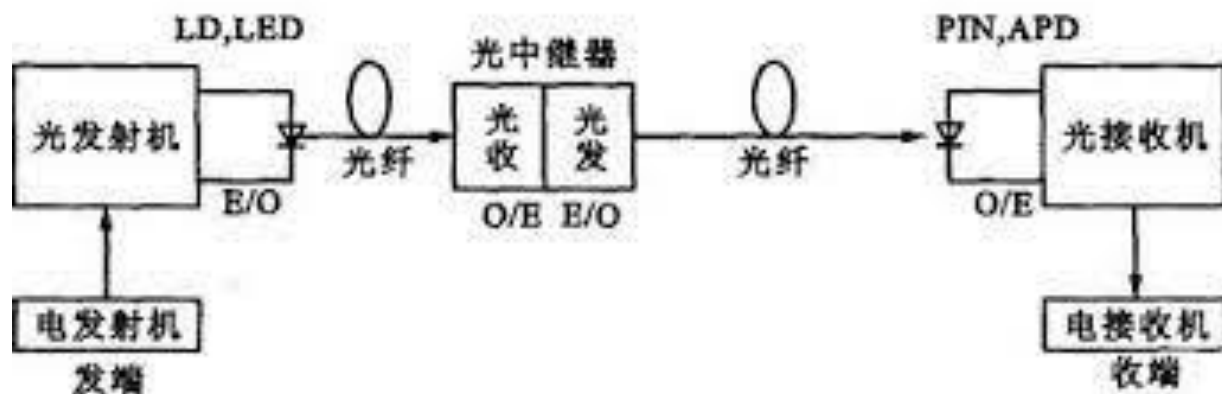 LD,LED
PIN,APD
光中继器
光发射机
光收
光发
光接收机
光纤
光纤
E/O
O/E
E/O
O/E
电发射机
电接收机
发端
收端